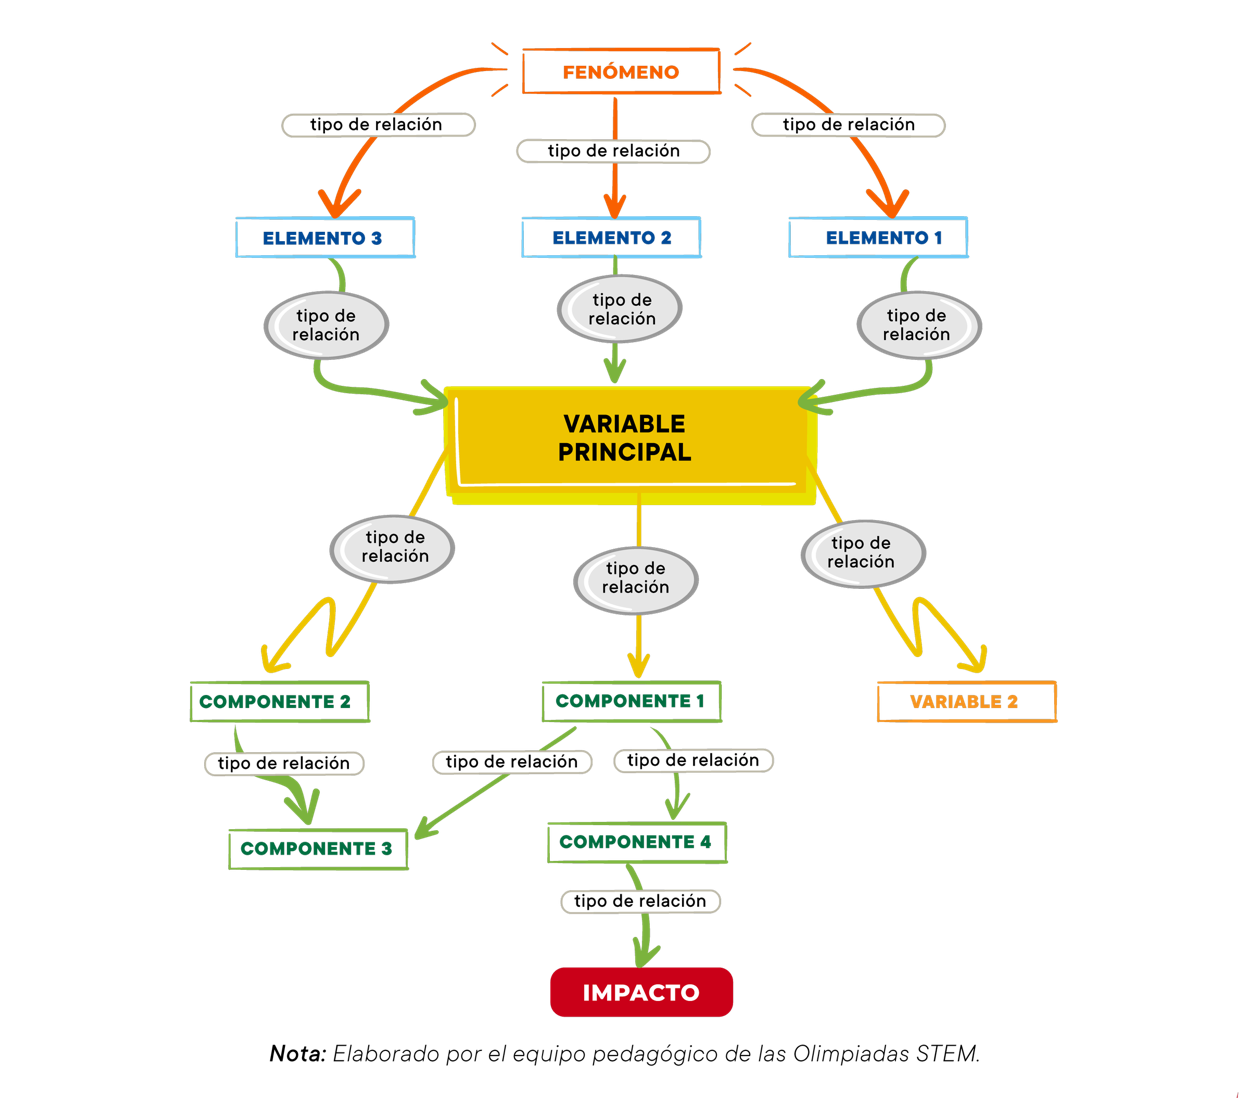 FENÓMENO
tipo de relación
tipo de relación
tipo de relación
ELEMENTO 3
ELEMENTO 2
ELEMENTO 1
tipo de
relación
tipo de
relación
tipo de
relación
VARIABLE
PRINCIPAL
tipo de
relación
tipo de
relación
tipo de
relación
COMPONENTE 2
COMPONENTE 1
VARIABLE 2
tipo de relación
tipo de relación
tipo de relación
COMPONENTE 3
COMPONENTE 4
tipo de relación
IMPACTO
Nota: Elaborado por el equipo pedagógico de las Olimpiadas STEM.